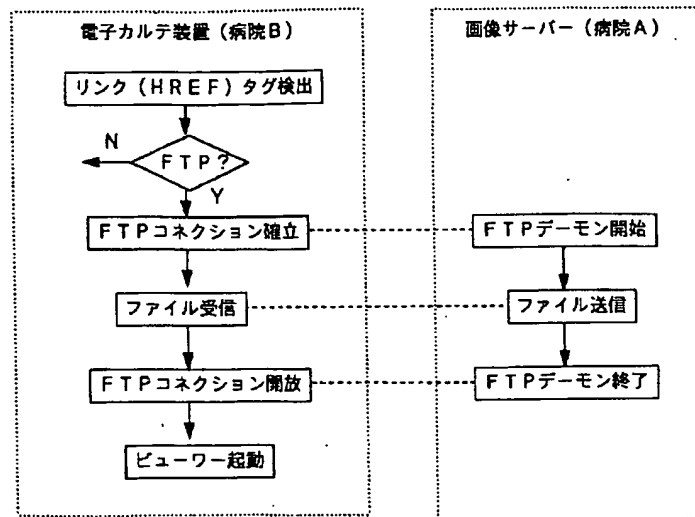 電子カルテ装置（病院B）
リンク（HREF）タグ検出
FTP？
N
Y
FTPコネクション確立
ファイル受信
FTPコネクション開放
ビューワー起動
画像サーバー（病院A）
FTPデーモン開始
ファイル送信
FTPデーモン終了